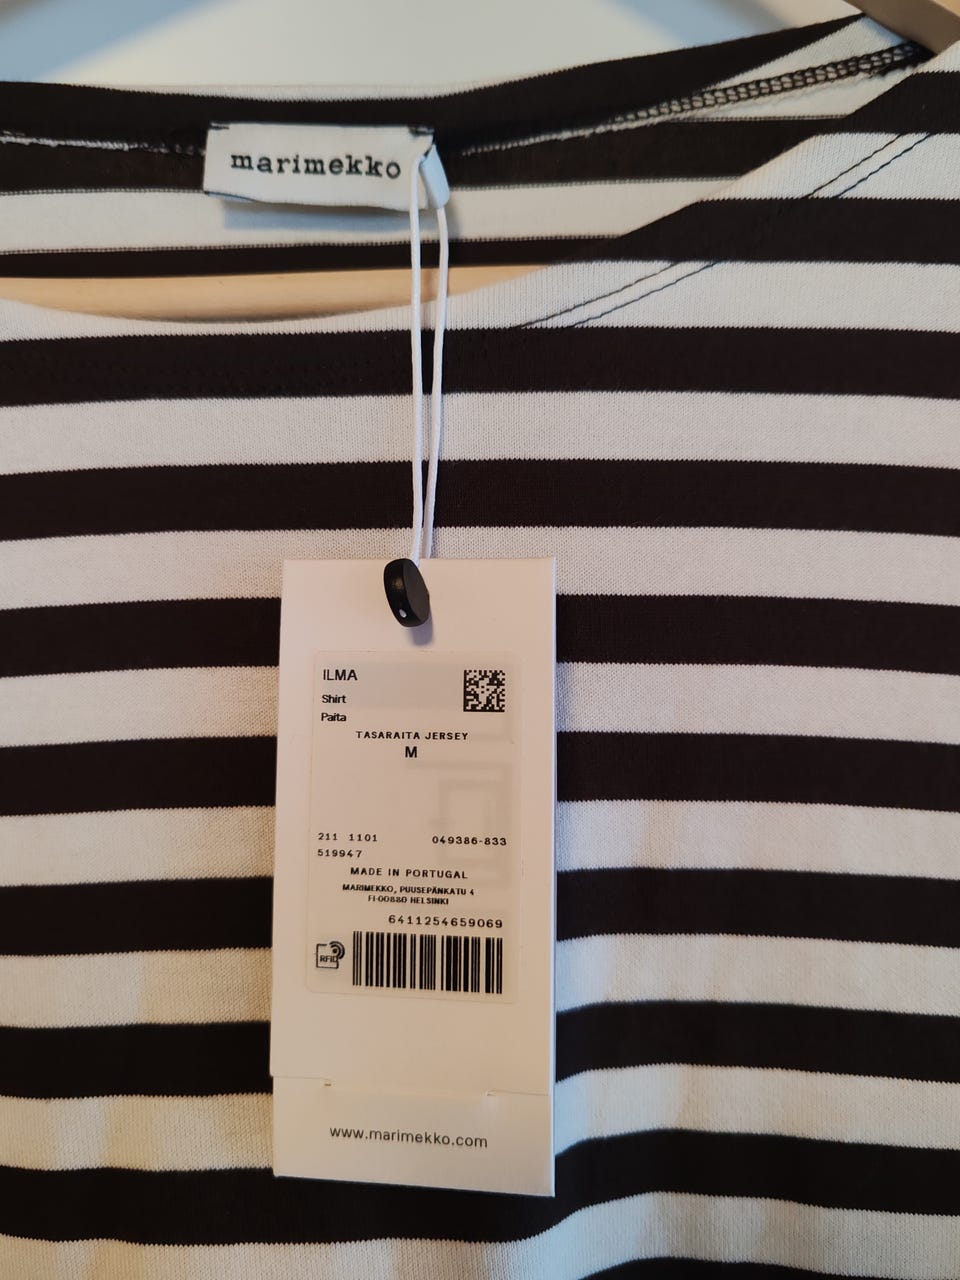 marimekko
ILMA
Shirt
Paita
TASARAITA JERSEY
M
211 1101 049386-833
519947
MADE IN PORTUGAL
MARIMEKKO, PUUSEPÄNKATU 4
FI-00880 HELSINKI
6411254659069
RFID
www.marimekko.com